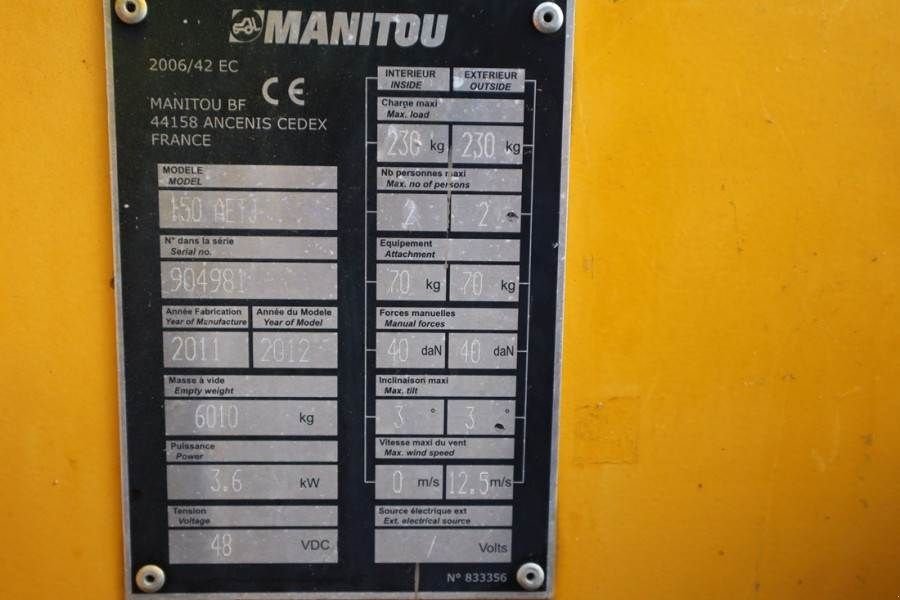 MANITOU
2006/42 EC
CE
MANITOU BF
44158 ANCENIS CEDEX
FRANCE
MODELE
MODEL
150 AETJ
N° dans la série
Serial no.
904981
Année Fabrication Année du Modele
Year of Manufacture Year of Model
2011 2012
Masse à vide
Empty weight
6010 kg
Puissance
Power
3.6 kW
Tension
Voltage
48 VDC
INTERIEUR EXTERIEUR
INSIDE OUTSIDE
Charge maxi
Max. load
230 kg 230 kg
Nb personnes maxi
Max. no of persons
2 2
Equipement
Attachment
70 kg 70 kg
Forces manuelles
Manual forces
40 daN 40 daN
Inclinaison maxi
Max. tilt
3 ° 3 °
Vitesse maxi du vent
Max. wind speed
0 m/s 12.5 m/s
Source électrique ext
Ext. electrical source
/ Volts
N° 833356